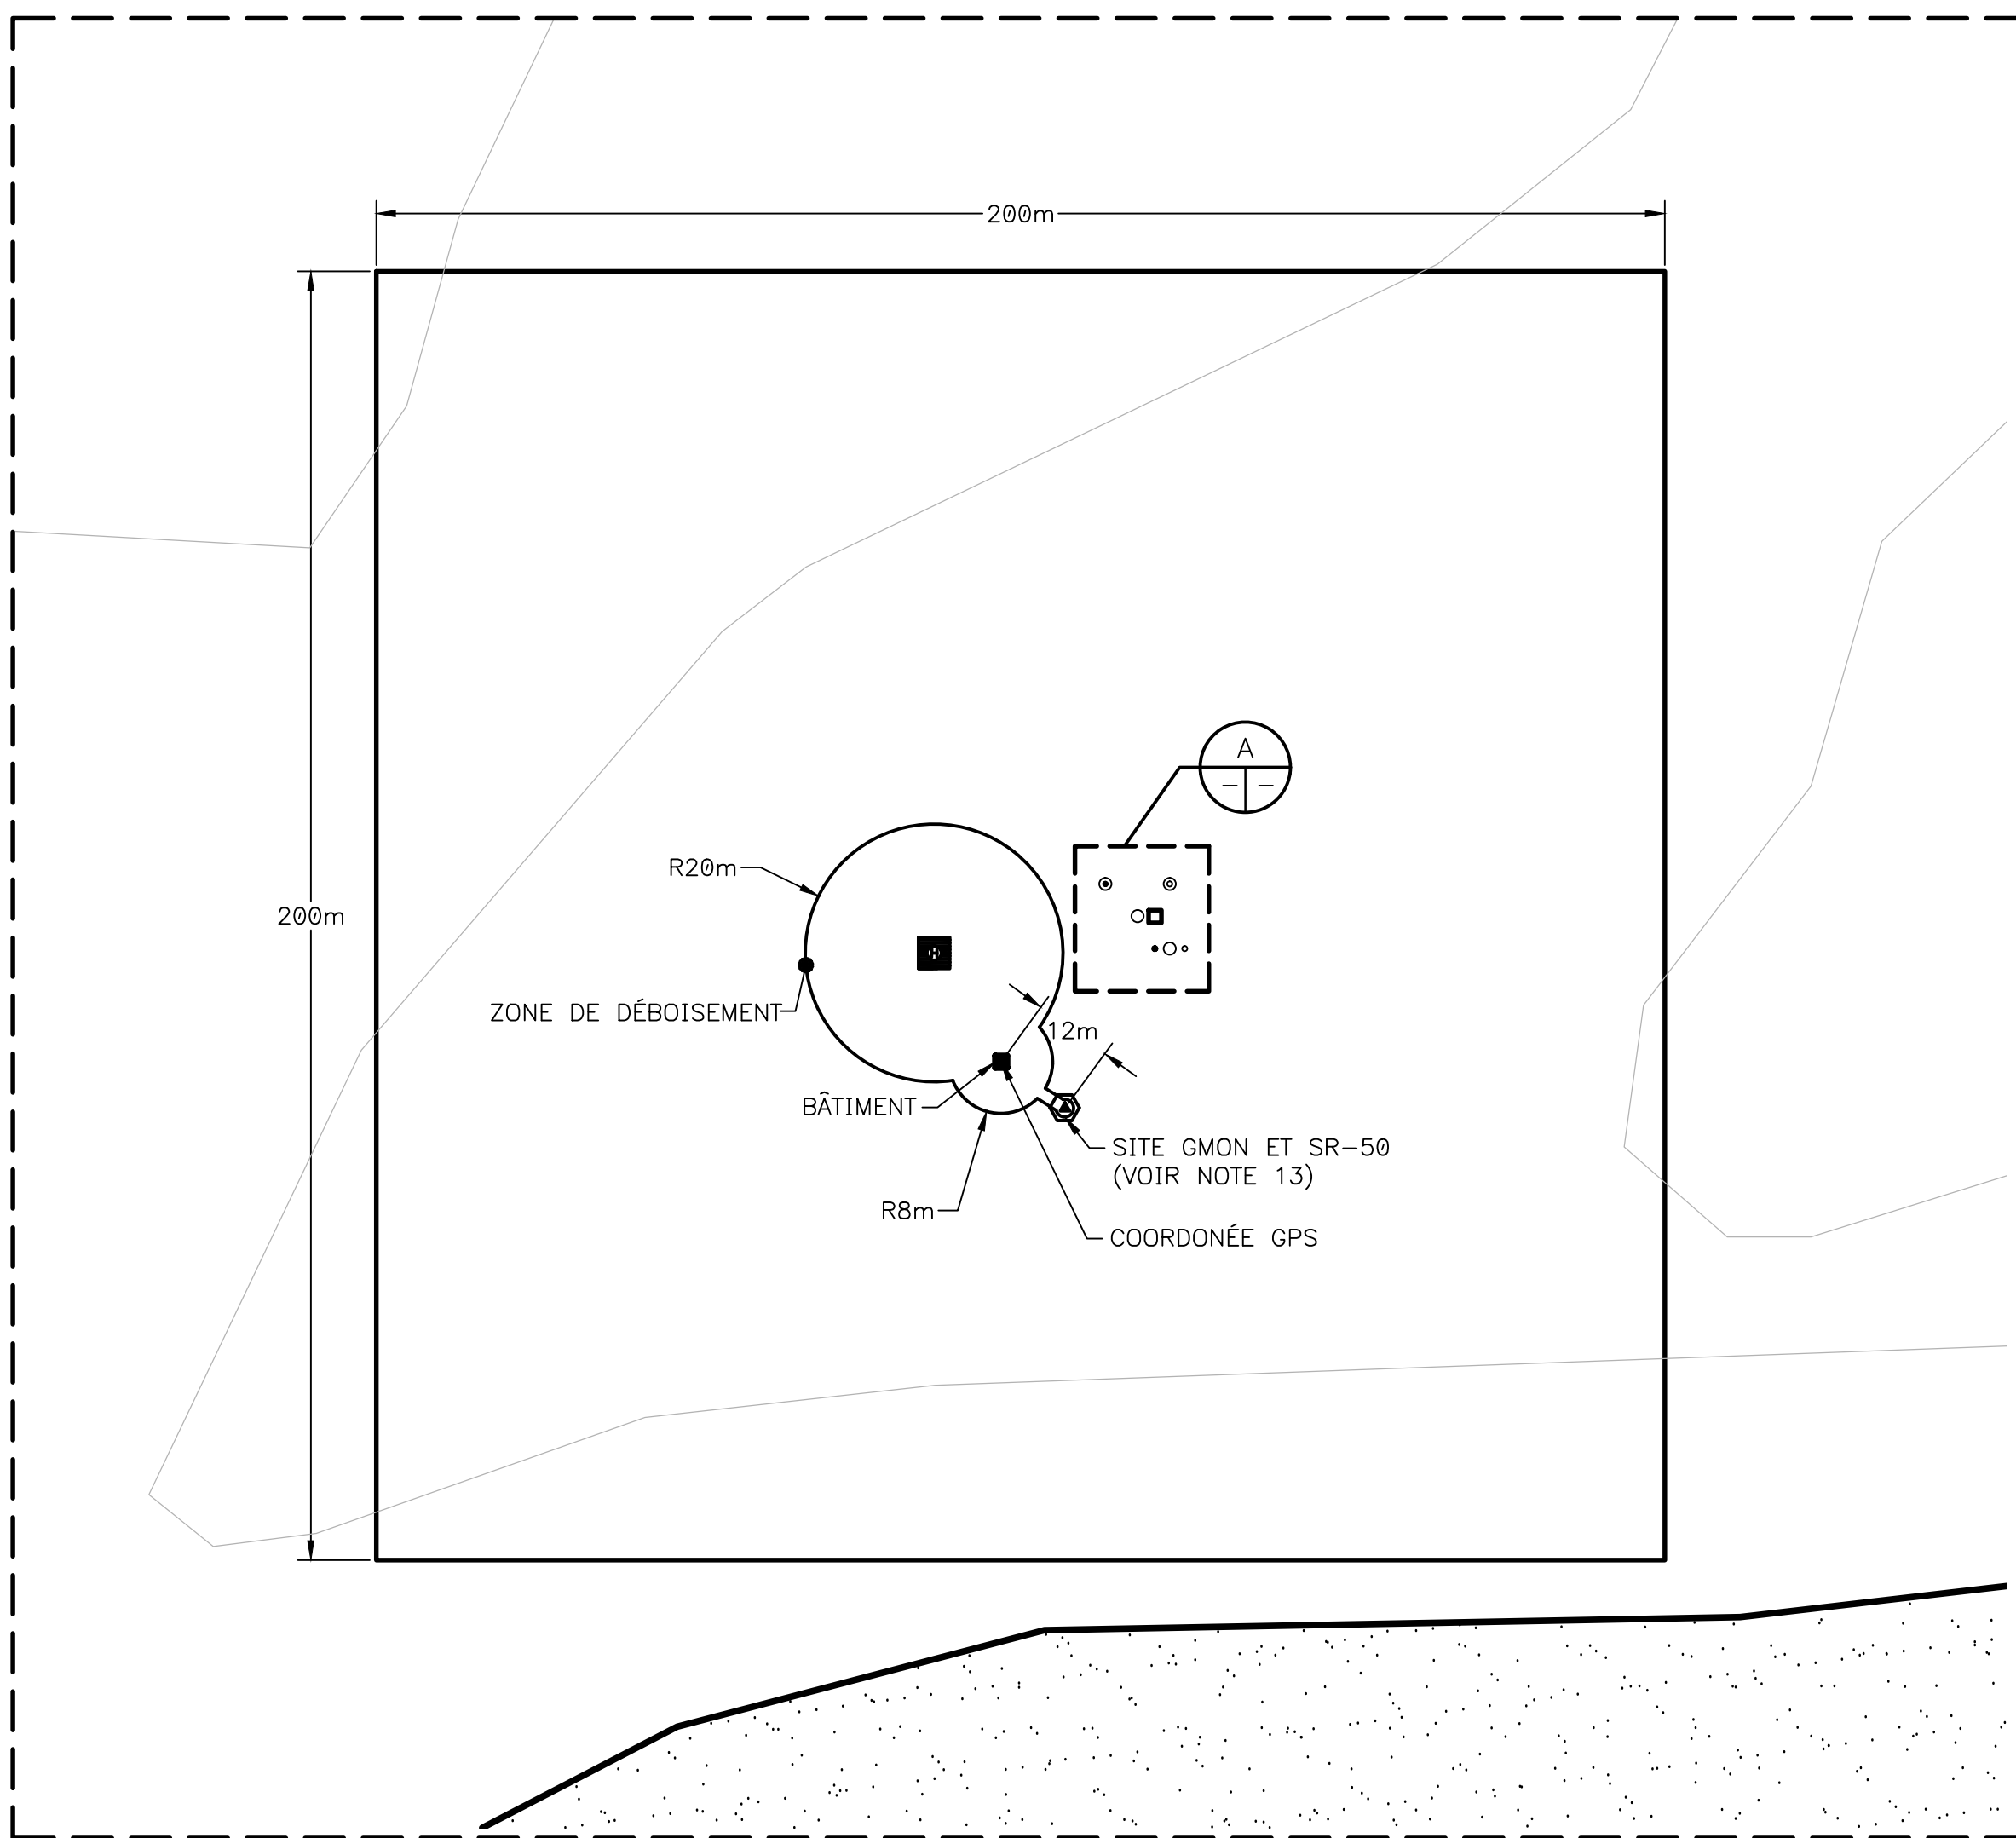 200m
A
- -
R20m
200m
H
ZONE DE DÉBOISEMENT
12m
BÂTIMENT
SITE GMON ET SR-50
(VOIR NOTE 13)
R8m
COORDONÉE GPS